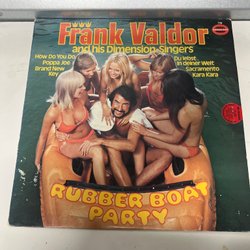 Frank Valdor
and his Dimension-Singers
How Do You Do
Poppa Joe
Brand New
Key
Du lebst
in deiner Welt
Sacramento
Kara Kara
RUBBER BOAT
PARTY